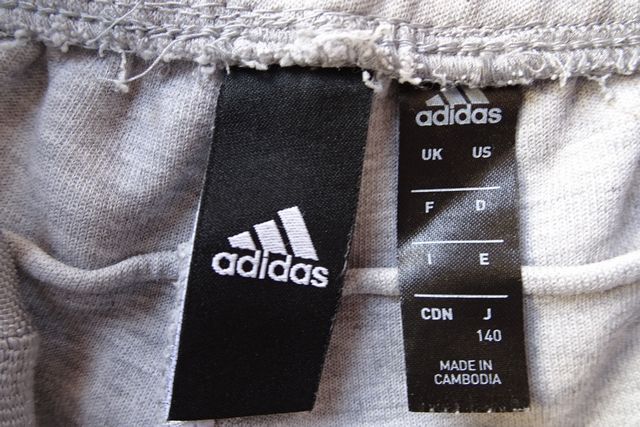 adidas
adidas
UK US
F D
I E
CDN J
140
MADE IN
CAMBODIA